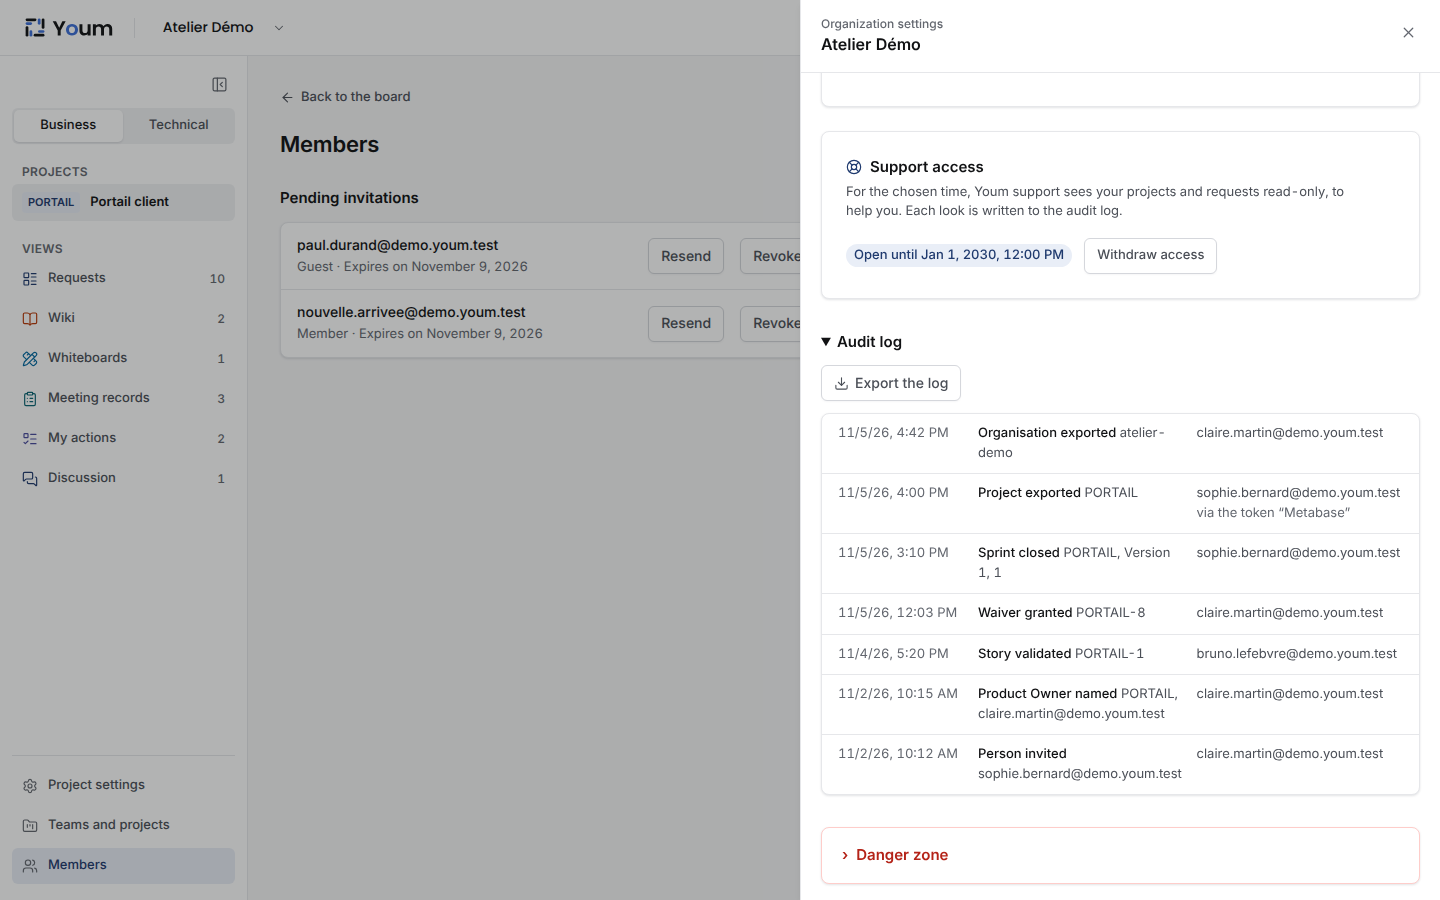 Youm
Atelier Démo
Business
Technical
PROJECTS
PORTAIL Portail client
VIEWS
Requests 10
Wiki 2
Whiteboards 1
Meeting records 3
My actions 2
Discussion 1
Project settings
Teams and projects
Members
Back to the board
Members
Pending invitations
paul.durand@demo.youm.test
Guest · Expires on November 9, 2026
Resend
Revoke
nouvelle.arrivee@demo.youm.test
Member · Expires on November 9, 2026
Resend
Revoke
Organization settings
Atelier Démo
Support access
For the chosen time, Youm support sees your projects and requests read-only, to
help you. Each look is written to the audit log.
Open until Jan 1, 2030, 12:00 PM
Withdraw access
Audit log
Export the log
11/5/26, 4:42 PM
Organisation exported atelier-
demo
claire.martin@demo.youm.test
11/5/26, 4:00 PM
Project exported PORTAIL
sophie.bernard@demo.youm.test
via the token “Metabase”
11/5/26, 3:10 PM
Sprint closed PORTAIL, Version
1, 1
sophie.bernard@demo.youm.test
11/5/26, 12:03 PM
Waiver granted PORTAIL-8
claire.martin@demo.youm.test
11/4/26, 5:20 PM
Story validated PORTAIL-1
bruno.lefebvre@demo.youm.test
11/2/26, 10:15 AM
Product Owner named PORTAIL,
claire.martin@demo.youm.test
claire.martin@demo.youm.test
11/2/26, 10:12 AM
Person invited
sophie.bernard@demo.youm.test
claire.martin@demo.youm.test
Danger zone